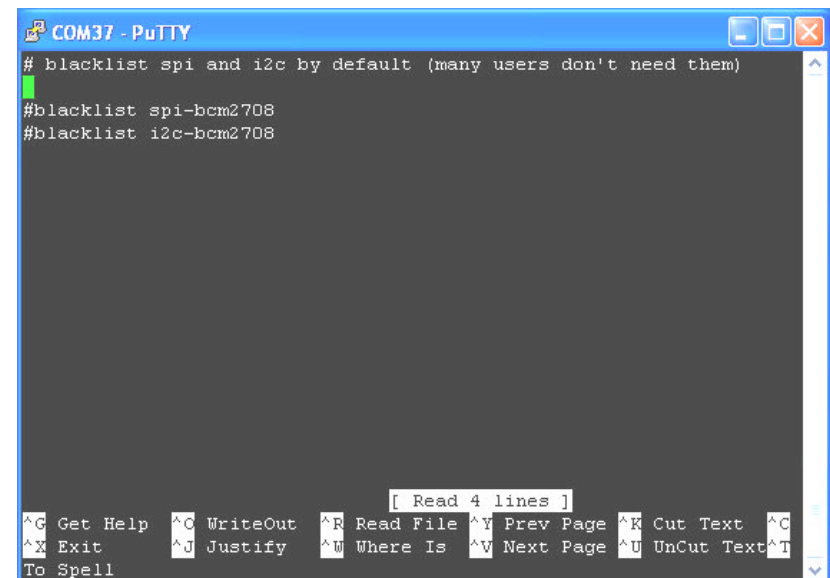 COM37 - PuTTY
# blacklist spi and i2c by default (many users don't need them)
#blacklist spi-bcm2708
#blacklist i2c-bcm2708
[ Read 4 lines ]
^G Get Help ^O WriteOut ^R Read File ^Y Prev Page ^K Cut Text ^C
^X Exit ^J Justify ^W Where Is ^V Next Page ^U UnCut Text^T
To Spell